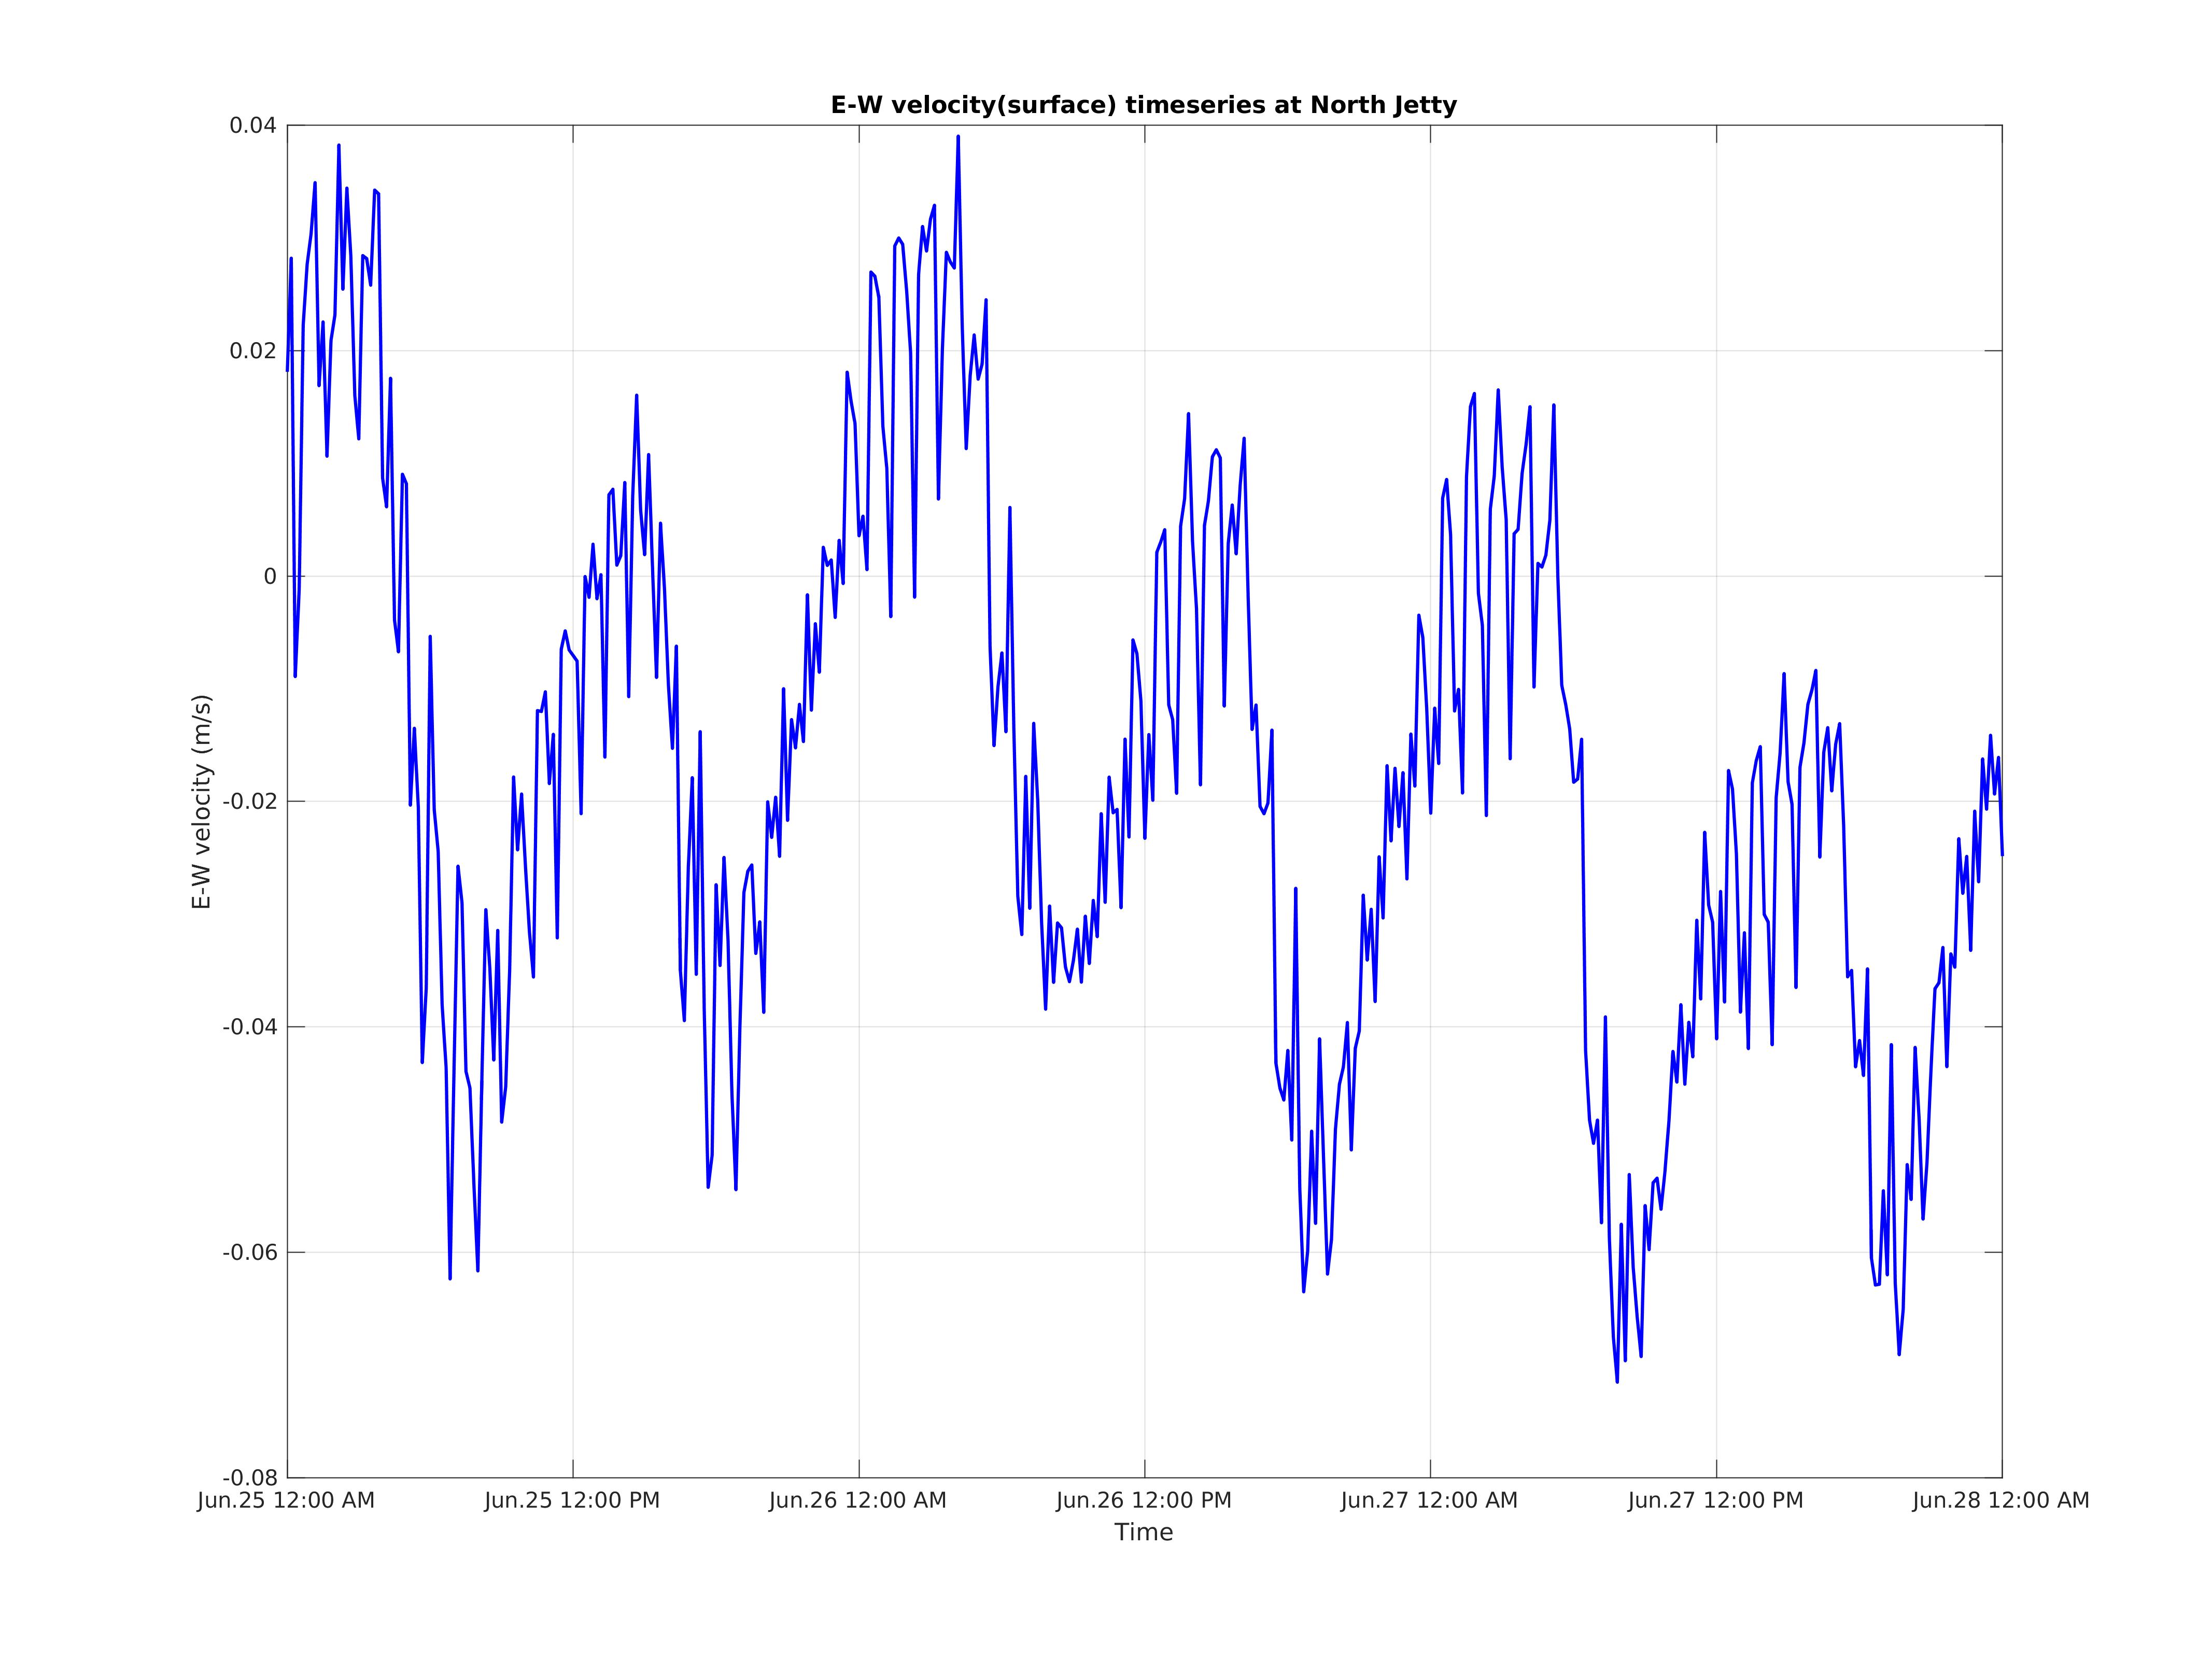 E-W velocity(surface) timeseries at North Jetty
0.04
0.02
0
-0.02
-0.04
-0.06
-0.08
E-W velocity (m/s)
Jun.25 12:00 AM
Jun.25 12:00 PM
Jun.26 12:00 AM
Jun.26 12:00 PM
Jun.27 12:00 AM
Jun.27 12:00 PM
Jun.28 12:00 AM
Time